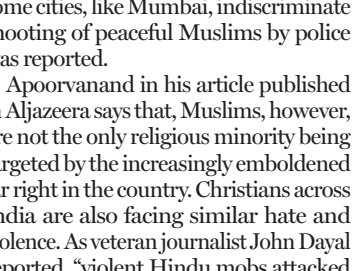 ome cities, like Mumbai, indiscriminate
hooting of peaceful Muslims by police
as reported.
Apoorvanand in his article published
Aljazeera says that, Muslims, however,
re not the only religious minority being
argeted by the increasingly emboldened
ar right in the country. Christians across
ndia are also facing similar hate and
olence. As veteran journalist John Dayal
eported, “violent Hindu mobs attacked